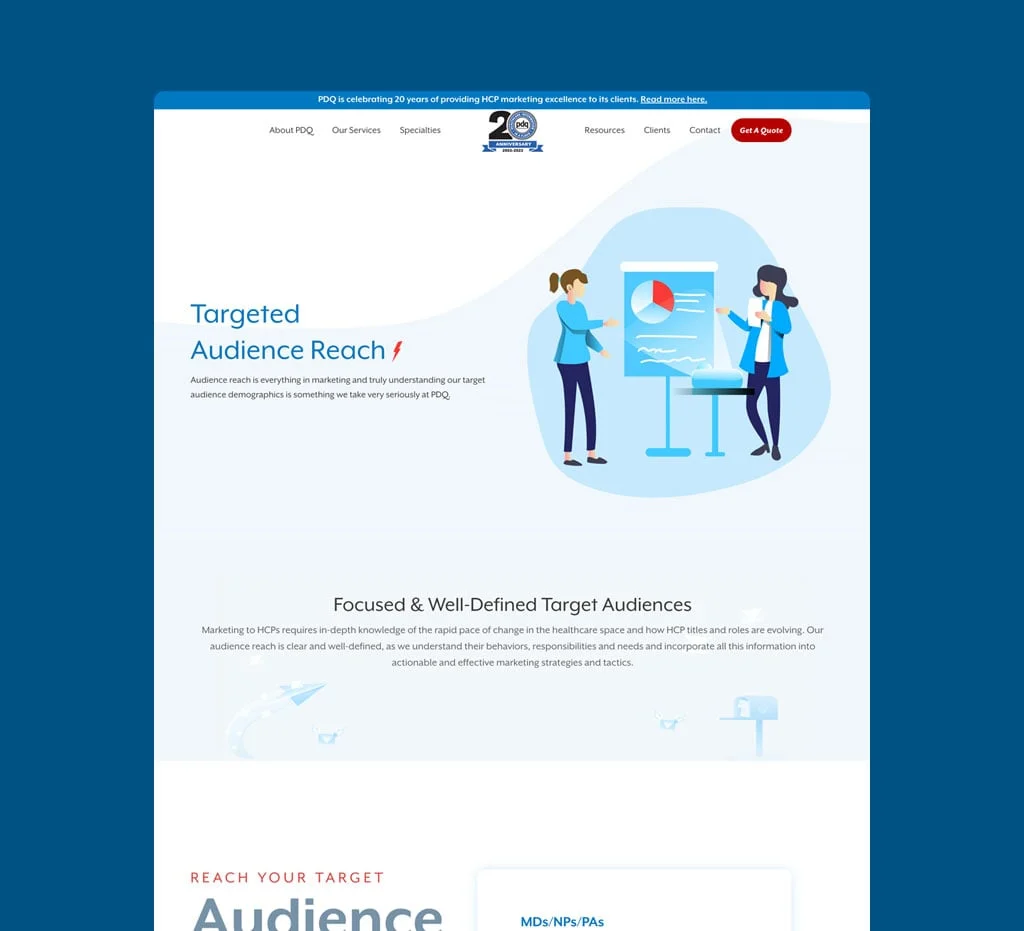 PDQ is celebrating 20 years of providing HCP marketing excellence to its clients. Read more here.
About PDQ
Our Services
Specialties
20
pdq
ANNIVERSARY
2002-2022
Resources
Clients
Contact
Get A Quote
Targeted
Audience Reach
Audience reach is everything in marketing and truly understanding our target
audience demographics is something we take very seriously at PDQ.
Focused & Well-Defined Target Audiences
Marketing to HCPs requires in-depth knowledge of the rapid pace of change in the healthcare space and how HCP titles and roles are evolving. Our
audience reach is clear and well-defined, as we understand their behaviors, responsibilities and needs and incorporate all this information into
actionable and effective marketing strategies and tactics.
REACH YOUR TARGET
Audience
MDs/NPs/PAs